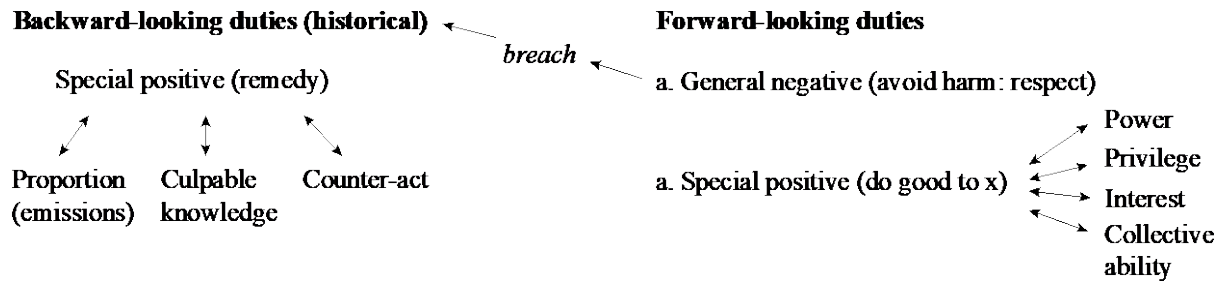 Backward-looking duties (historical)
breach
Forward-looking duties
Special positive (remedy)
a. General negative (avoid harm: respect)
Proportion
(emissions)
Culpable
knowledge
Counter-act
a. Special positive (do good to x)
Power
Privilege
Interest
Collective
ability